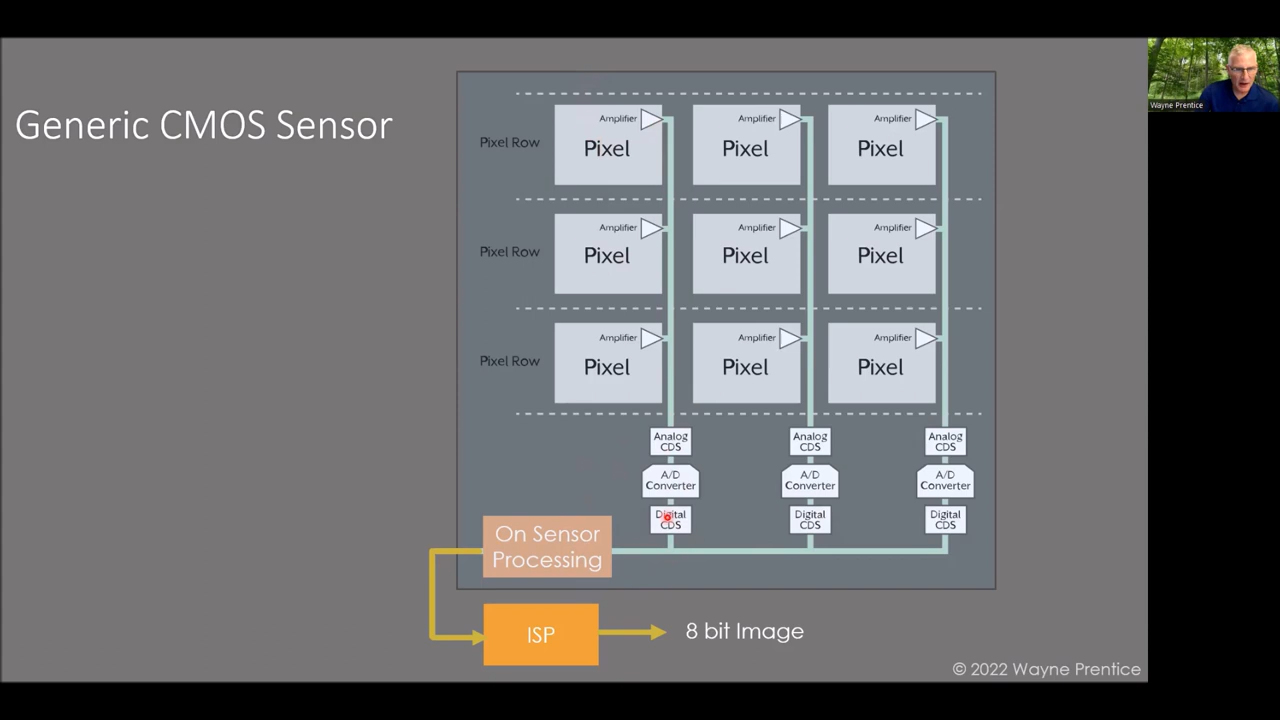 Wayne Prentice
Generic CMOS Sensor
Amplifier Amplifier Amplifier
Pixel Row Pixel Pixel Pixel
Amplifier Amplifier Amplifier
Pixel Row Pixel Pixel Pixel
Amplifier Amplifier Amplifier
Pixel Row Pixel Pixel Pixel
Analog Analog Analog
CDS CDS CDS
A/D A/D A/D
Converter Converter Converter
Digital Digital Digital
CDS CDS CDS
On Sensor
Processing
ISP 8 bit Image
© 2022 Wayne Prentice